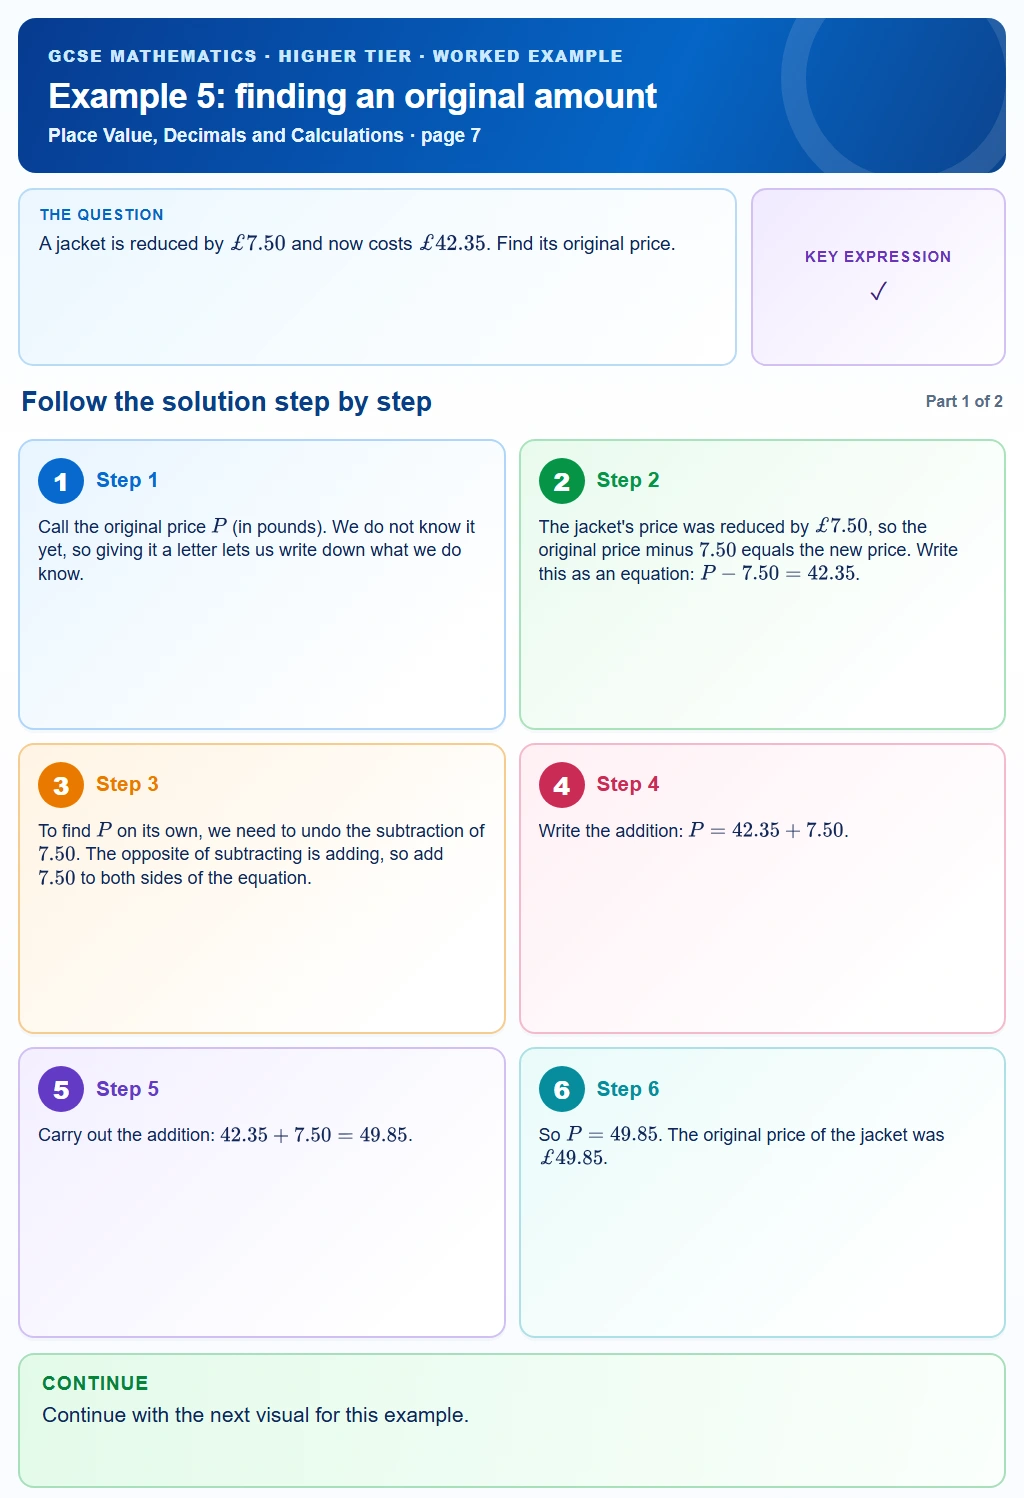 GCSE MATHEMATICS · HIGHER TIER · WORKED EXAMPLE
Example 5: finding an original amount
Place Value, Decimals and Calculations · page 7
THE QUESTION
A jacket is reduced by £7.50 and now costs £42.35. Find its original price.
KEY EXPRESSION
✓
Follow the solution step by step
Part 1 of 2
1 Step 1
Call the original price P (in pounds). We do not know it
yet, so giving it a letter lets us write down what we do
know.
2 Step 2
The jacket's price was reduced by £7.50, so the
original price minus 7.50 equals the new price. Write
this as an equation: P − 7.50 = 42.35.
3 Step 3
To find P on its own, we need to undo the subtraction of
7.50. The opposite of subtracting is adding, so add
7.50 to both sides of the equation.
4 Step 4
Write the addition: P = 42.35 + 7.50.
5 Step 5
Carry out the addition: 42.35 + 7.50 = 49.85.
6 Step 6
So P = 49.85. The original price of the jacket was
£49.85.
CONTINUE
Continue with the next visual for this example.